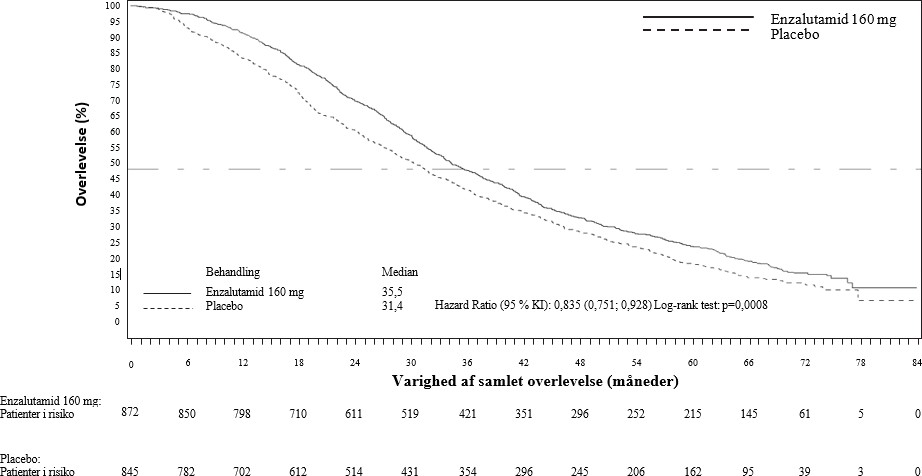 100
95
90
85
80
75
70
65
60
55
50
45
40
35
30
25
20
15
10
5
0
Overlevelse (%)
Enzalutamid 160 mg
Placebo
Behandling Median
Enzalutamid 160 mg 35,5
Placebo 31,4 Hazard Ratio (95 % KI): 0,835 (0,751; 0,928) Log-rank test: p=0,0008
0 6 12 18 24 30 36 42 48 54 60 66 72 78 84
Varighed af samlet overlevelse (måneder)
Enzalutamid 160 mg:
Patienter i risiko 872 850 798 710 611 519 421 351 296 252 215 145 61 5 0
Placebo:
Patienter i risiko 845 782 702 612 514 431 354 296 245 206 162 95 39 3 0